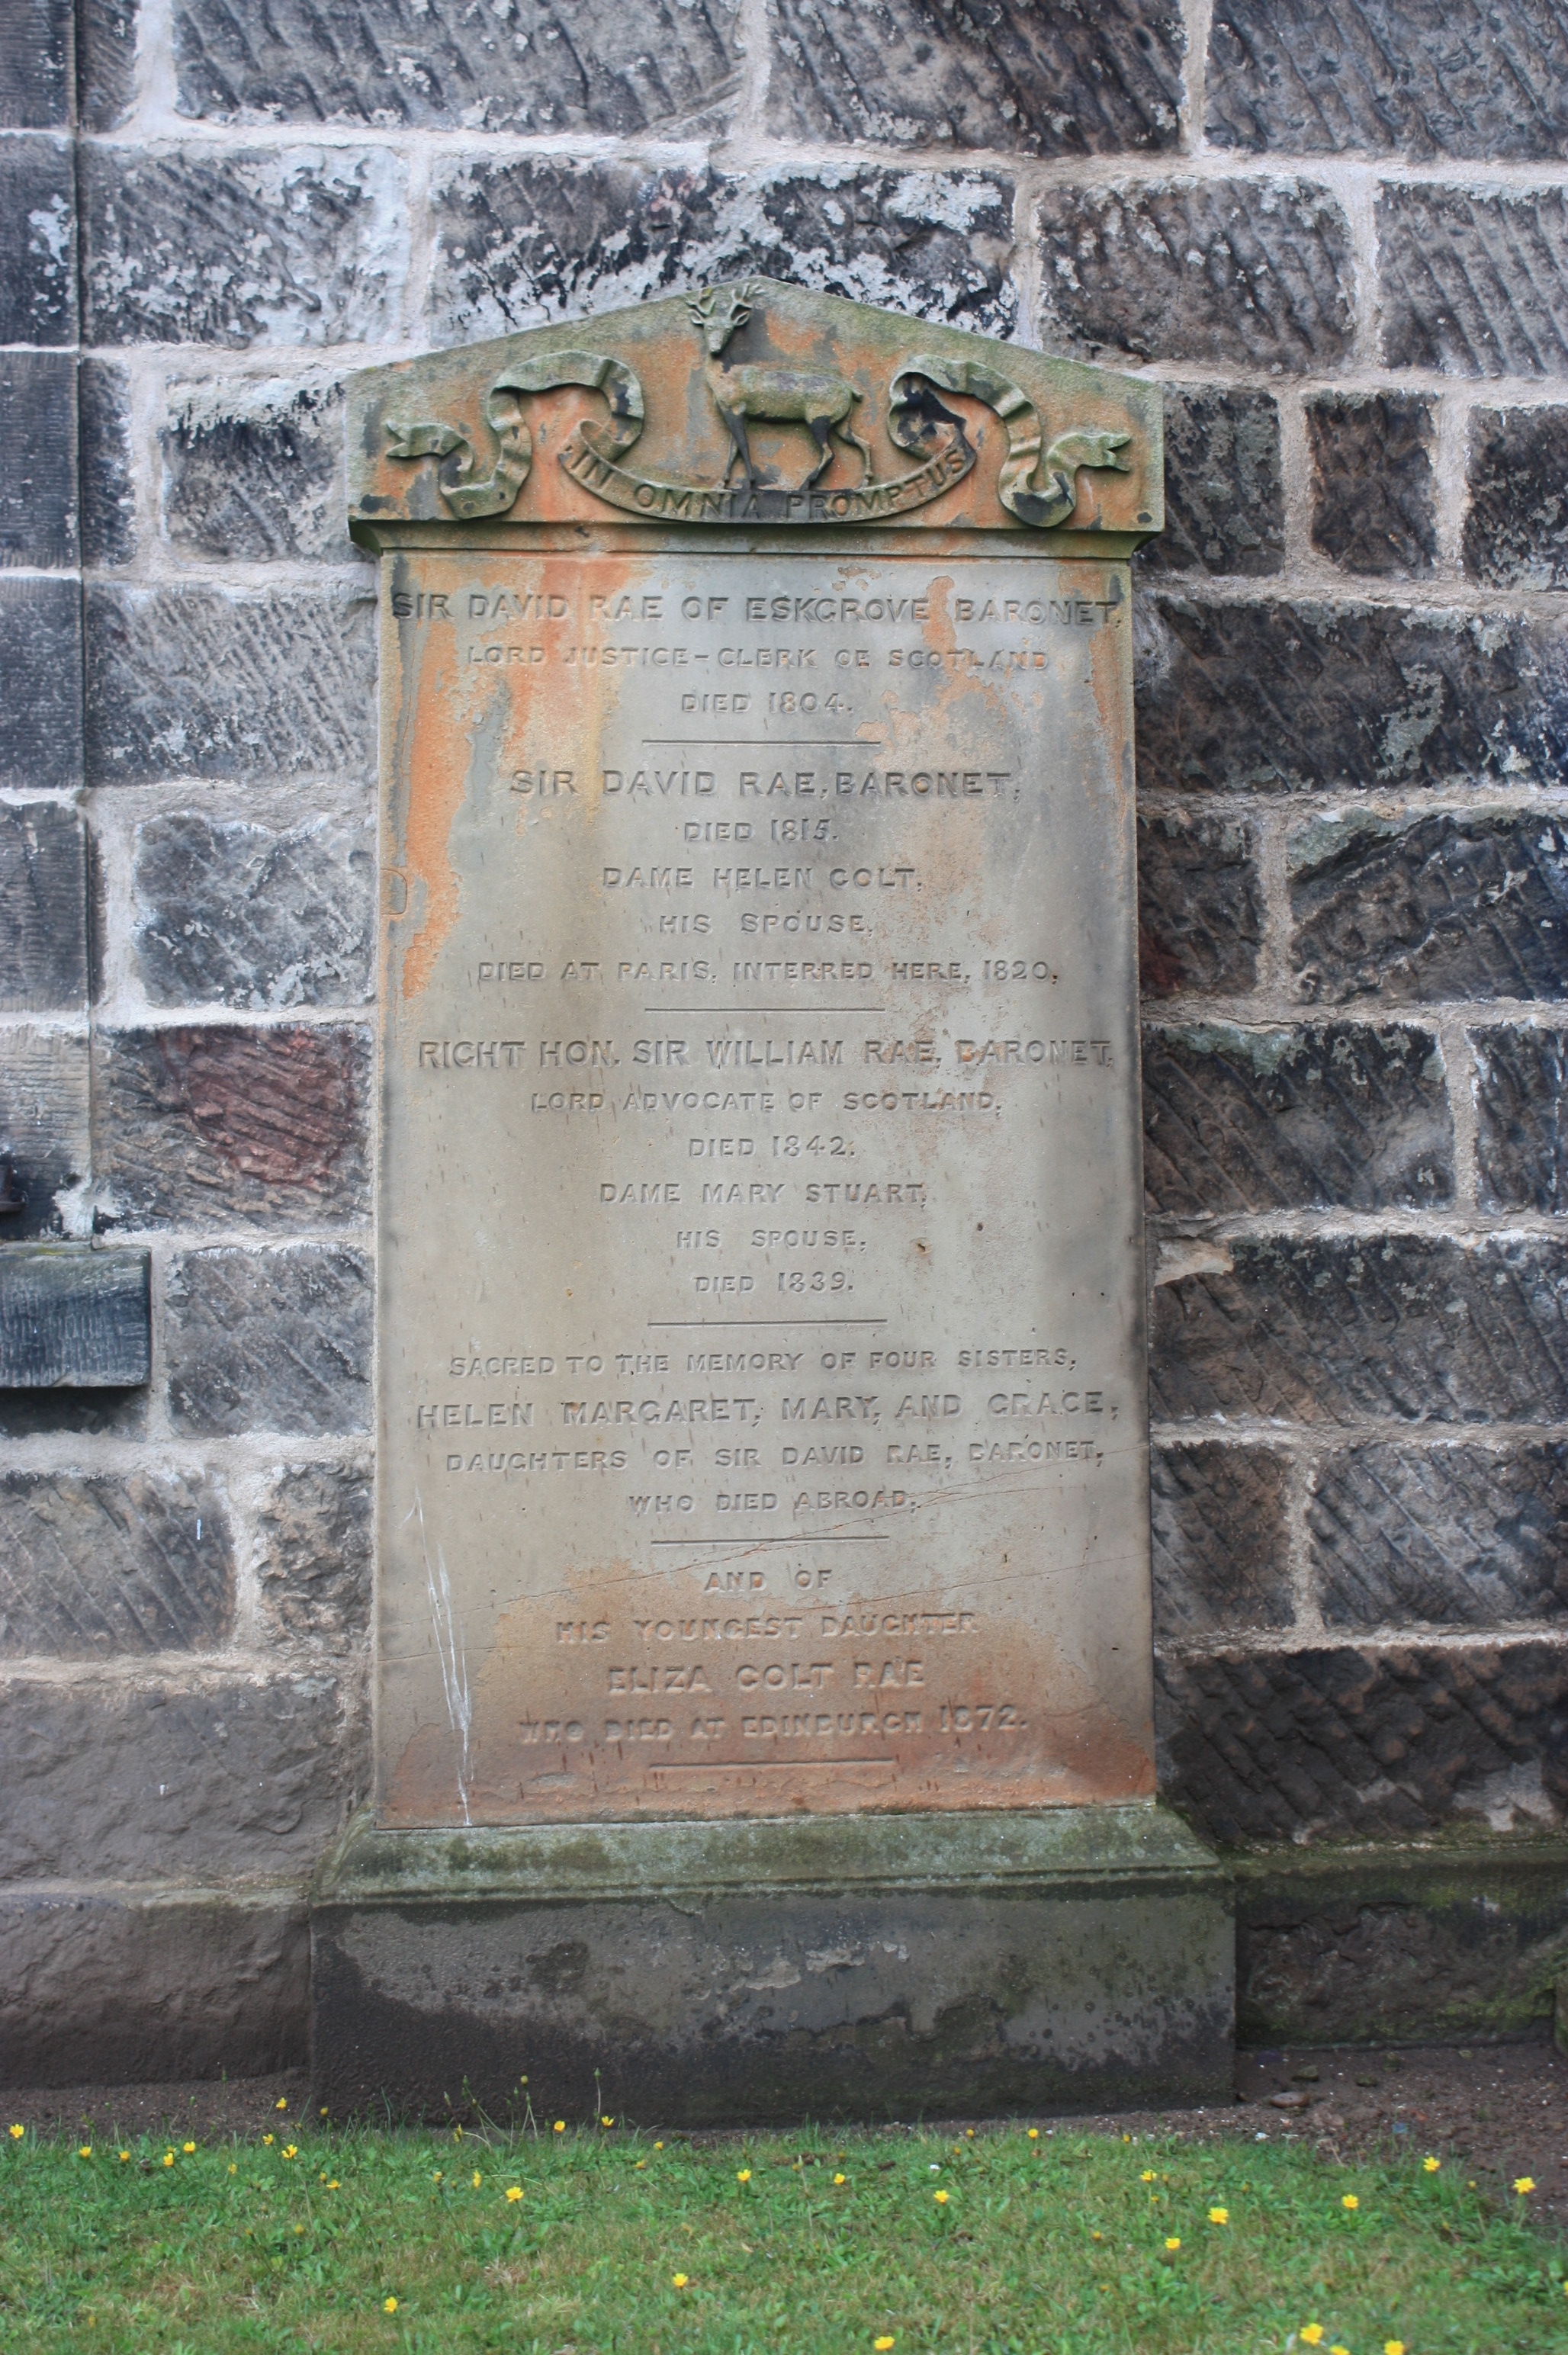 IN OMNIA PROMPTUS
SIR DAVID RAE OF ESKGROVE BARONET,
LORD JUSTICE-CLERK OF SCOTLAND
DIED 1804.
SIR DAVID RAE, BARONET,
DIED 1815.
DAME HELEN COLT,
HIS SPOUSE,
DIED AT PARIS. INTERRED HERE, 1820,
RIGHT HON. SIR WILLIAM RAE. BARONET,
LORD ADVOCATE OF SCOTLAND,
DIED 1842.
DAME MARY STUART,
HIS SPOUSE,
DIED 1839.
SACRED TO THE MEMORY OF FOUR SISTERS,
HELEN MARGARET, MARY, AND GRACE,
DAUGHTERS OF SIR DAVID RAE, BARONET,
WHO DIED ABROAD,
AND OF
HIS YOUNGEST DAUGHTER
ELIZA COLT RAE
WHO DIED AT EDINBURGH 1872.